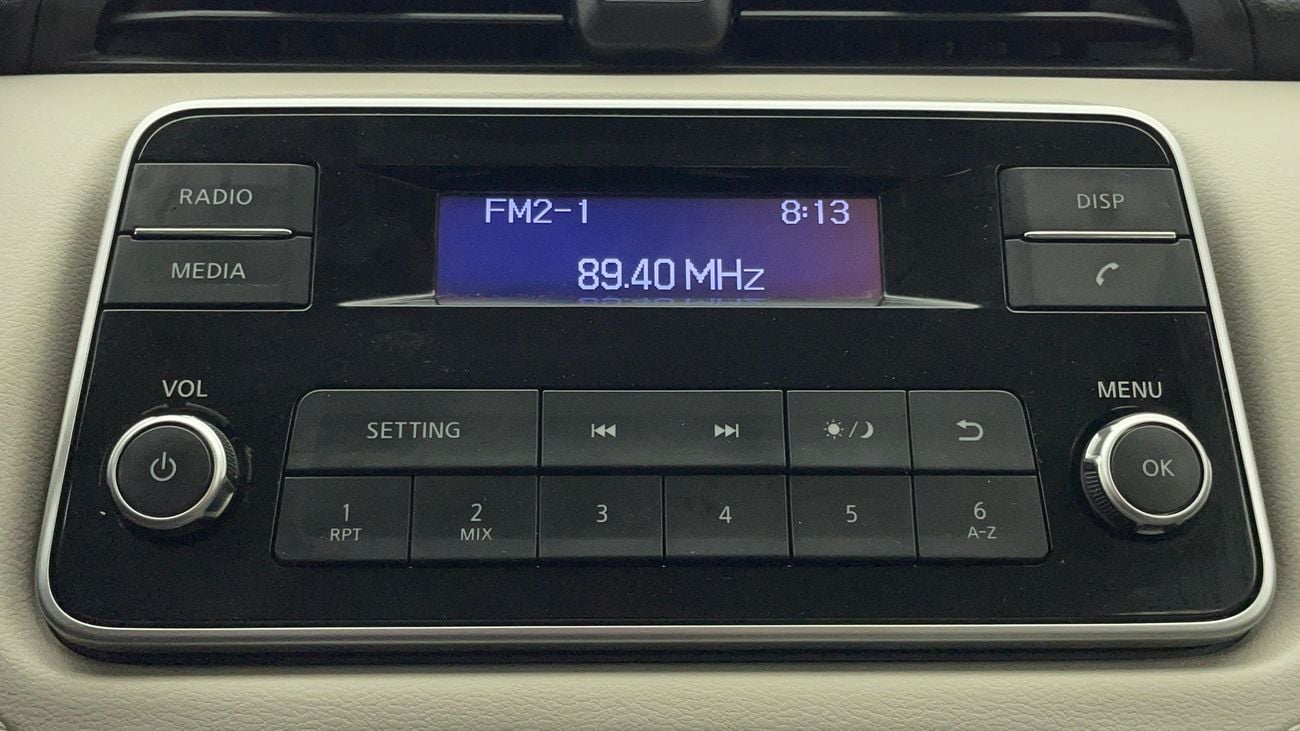 RADIO
MEDIA
FM2-1 8:13
89.40 MHz
DISP
VOL
MENU
SETTING
OK
1 2 3 4 5 6
RPT MIX A-Z